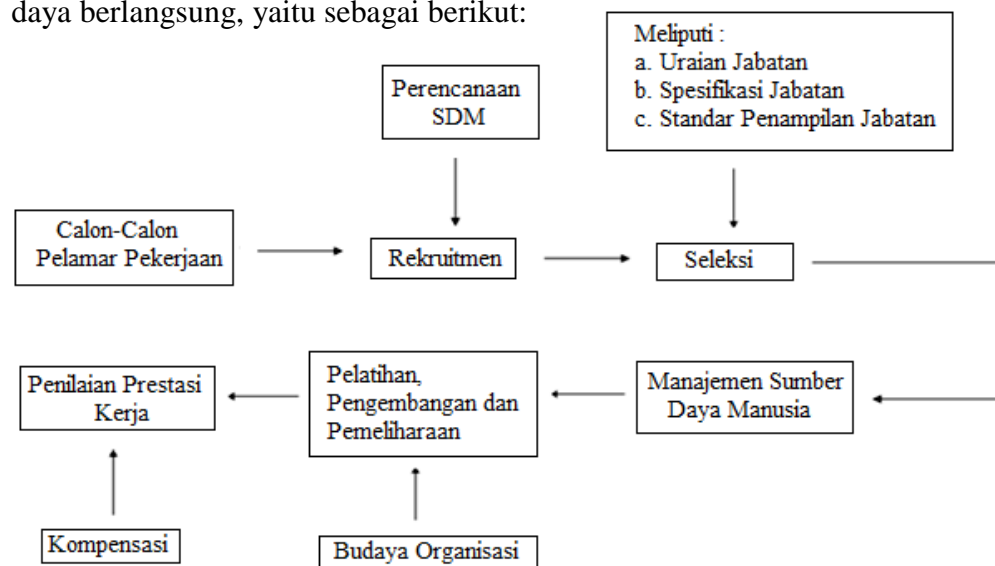 daya berlangsung, yaitu sebagai berikut:
Meliputi :
a. Uraian Jabatan
b. Spesifikasi Jabatan
c. Standar Penampilan Jabatan
Perencanaan
SDM
Calon-Calon
Pelamar Pekerjaan
Rekruitmen
Seleksi
Penilaian Prestasi
Kerja
Pelatihan,
Pengembangan dan
Pemeliharaan
Manajemen Sumber
Daya Manusia
Kompensasi
Budaya Organisasi